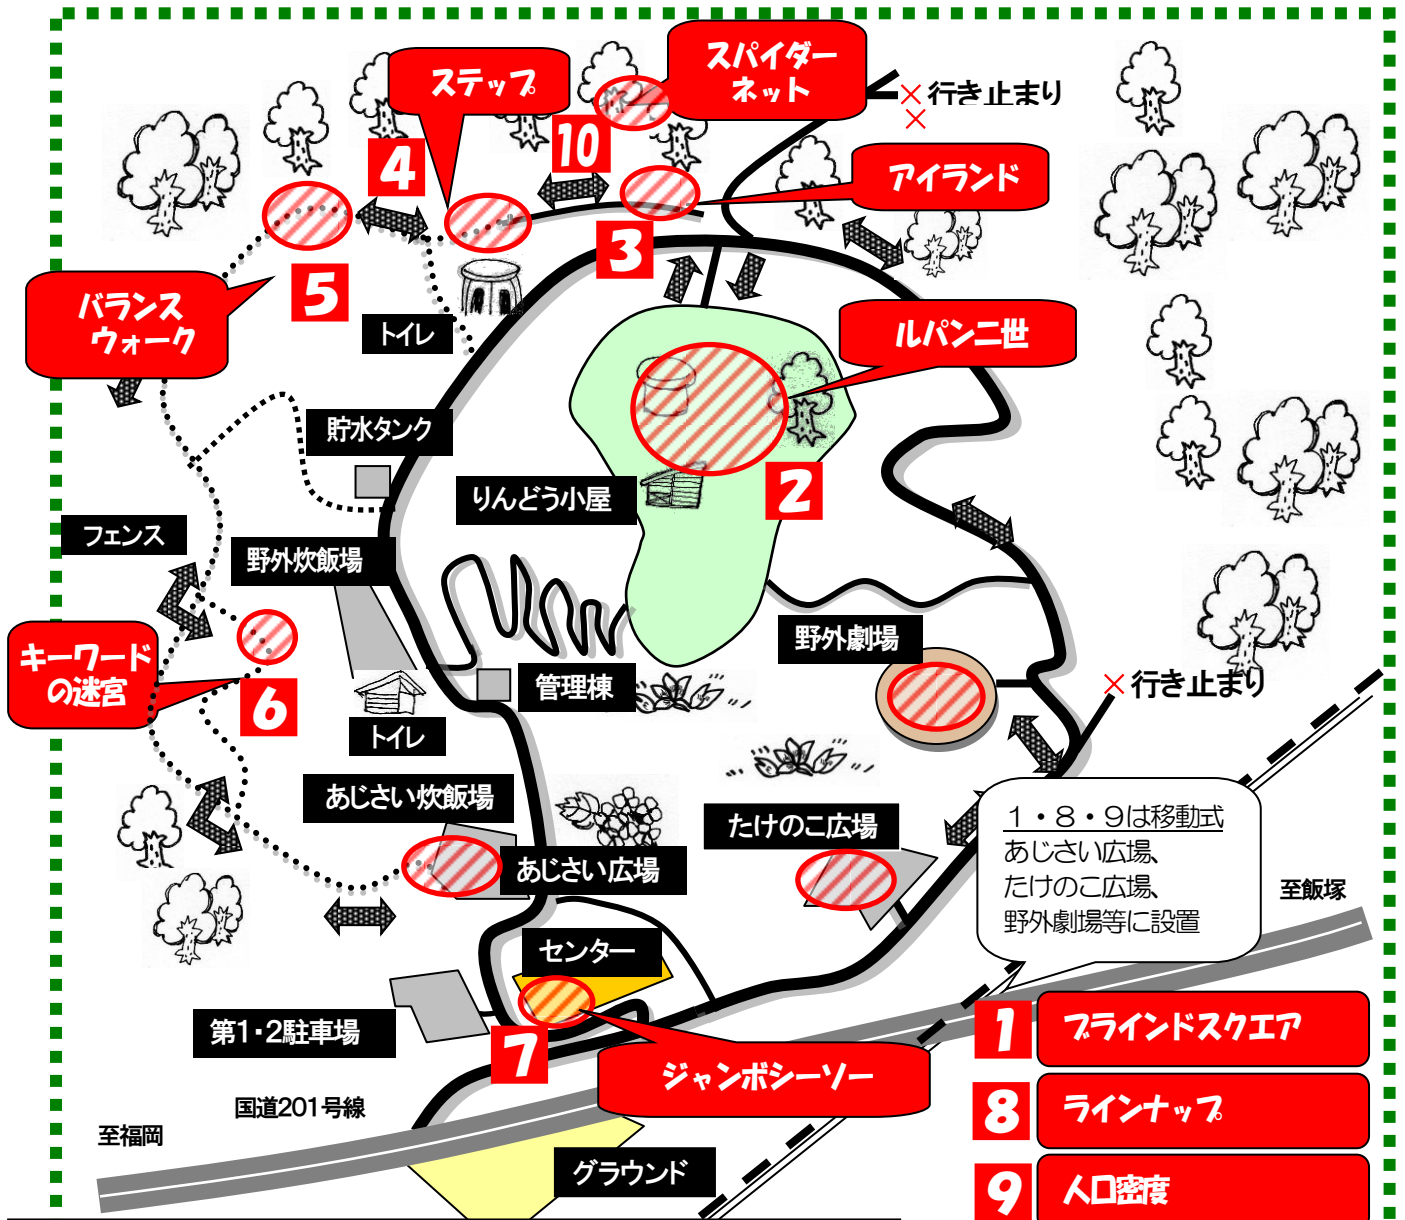 スパイダー
ネット
ステップ
行き止まり
10
4
アイランド
3
5
バランス
ウォーク
トイレ
ルパン二世
貯水タンク
2
りんどう小屋
フェンス
野外炊飯場
野外劇場
キーワード
の迷宮
6
管理棟
行き止まり
トイレ
あじさい炊飯場
たけのこ広場
1・8・9は移動式
あじさい広場、
たけのこ広場、
野外劇場等に設置
あじさい広場
至飯塚
センター
第1・2駐車場
7
ジャンボシーソー
1 ブラインドスクエア
国道201号線
8 ラインナップ
至福岡
グラウンド
9 人口密度